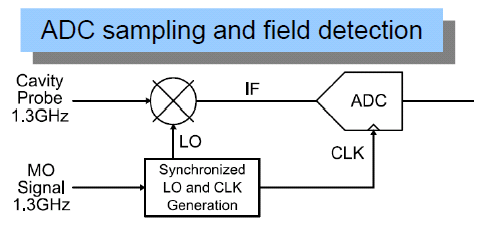 ADC sampling and field detection
Cavity
Probe
1.3GHz
IF
ADC
LO
CLK
MO
Signal
1.3GHz
Synchronized
LO and CLK
Generation